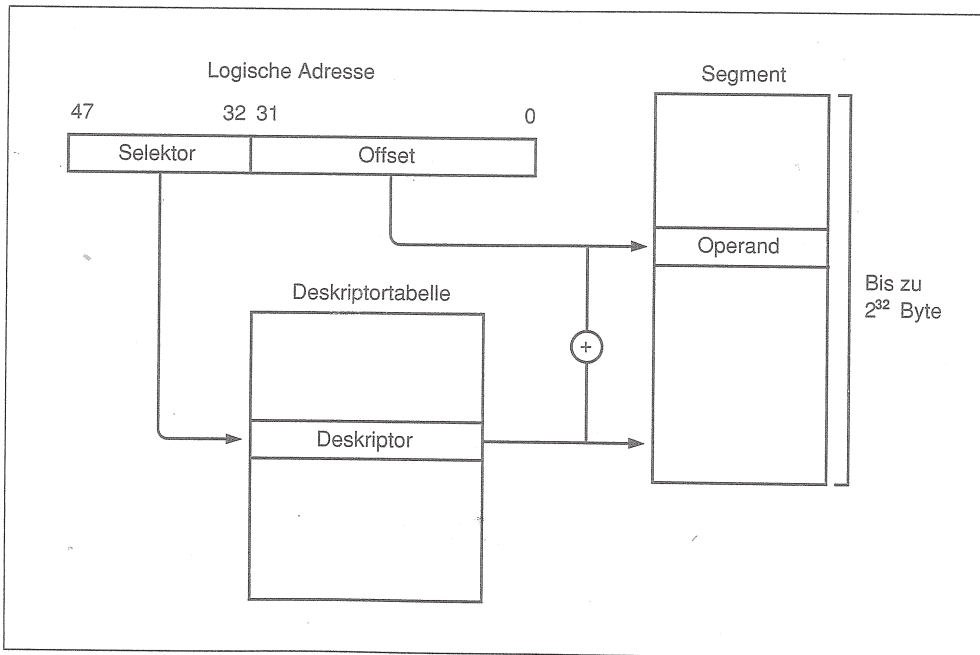 Logische Adresse
47 32 31 0
Selektor Offset
Segment
Operand
Bis zu
2³² Byte
Deskriptortabelle
Deskriptor
+